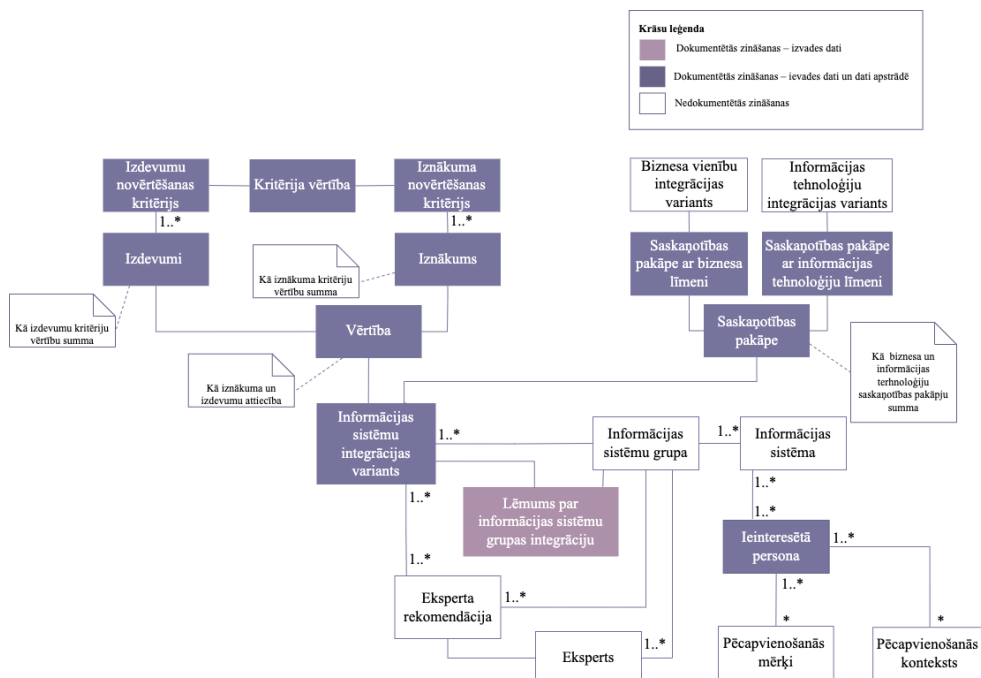 Krāsu leģenda
Dokumentētās zināšanas – izvades dati
Dokumentētās zināšanas – ievades dati un dati apstrādē
Nedokumentētās zināšanas
Izdevumu
novērtēšanas
kritērijs
Kritērija vērtība
Iznākuma
novērtēšanas
kritērijs
Biznesa vienību
integrācijas
variants
Informācijas
tehnoloģiju
integrācijas variants
1..*
1..*
Izdevumi
Iznākums
Saskaņotības
pakāpe ar biznesa
līmeni
Saskaņotības pakāpe
ar informācijas
tehnoloģiju līmeni
Kā iznākuma kritēriju
vērtību summa
Kā izdevumu kritēriju
vērtību summa
Vērtība
Saskaņotības
pakāpe
Kā biznesa un
informācijas
terhnoloģiju
saskaņotības pakāpju
summa
Kā iznākuma un
izdevumu attiecība
Informācijas
sistēmu
integrācijas
variants
1..*
Informācijas
sistēmu grupa
1..*
Informācijas
sistēma
1..*
Lēmums par
informācijas sistēmu
grupas integrāciju
1..*
1..*
Ieinteresētā
persona
1..*
1..*
1..*
Eksperta
rekomendācija
1..*
*
*
Eksperts
1..*
Pēcapvienošanās
mērķi
Pēcapvienošanās
konteksts